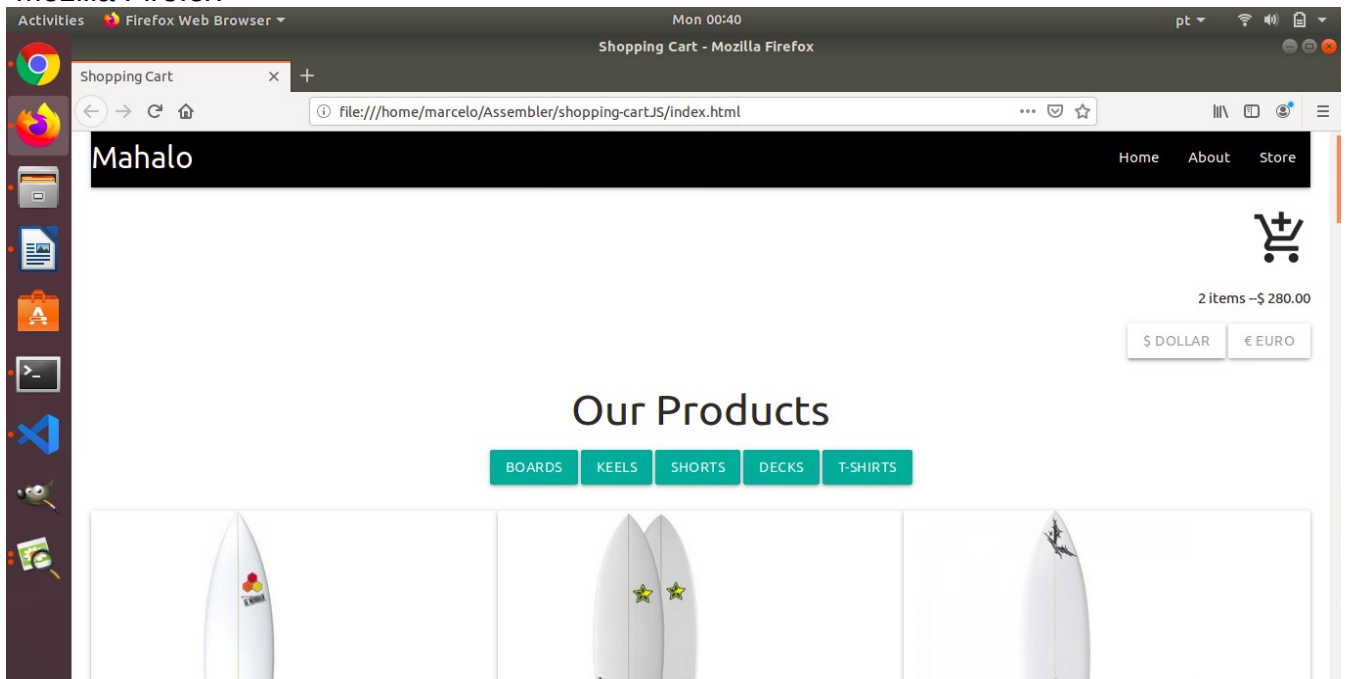 Mozilla Firefox
Activities Firefox Web Browser Mon 00:40 pt
Shopping Cart - Mozilla Firefox
Shopping Cart
file:///home/marcelo/Assembler/shopping-cartJS/index.html
Mahalo Home About Store
2 items --$ 280.00
$ DOLLAR € EURO
Our Products
BOARDS KEELS SHORTS DECKS T-SHIRTS